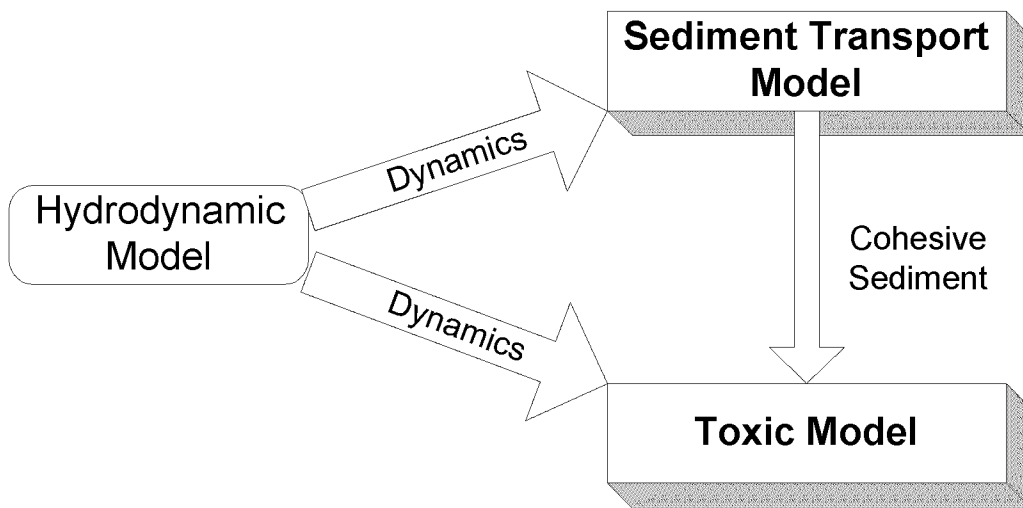 Sediment Transport
Model
Dynamics
Hydrodynamic
Model
Cohesive
Sediment
Dynamics
Toxic Model